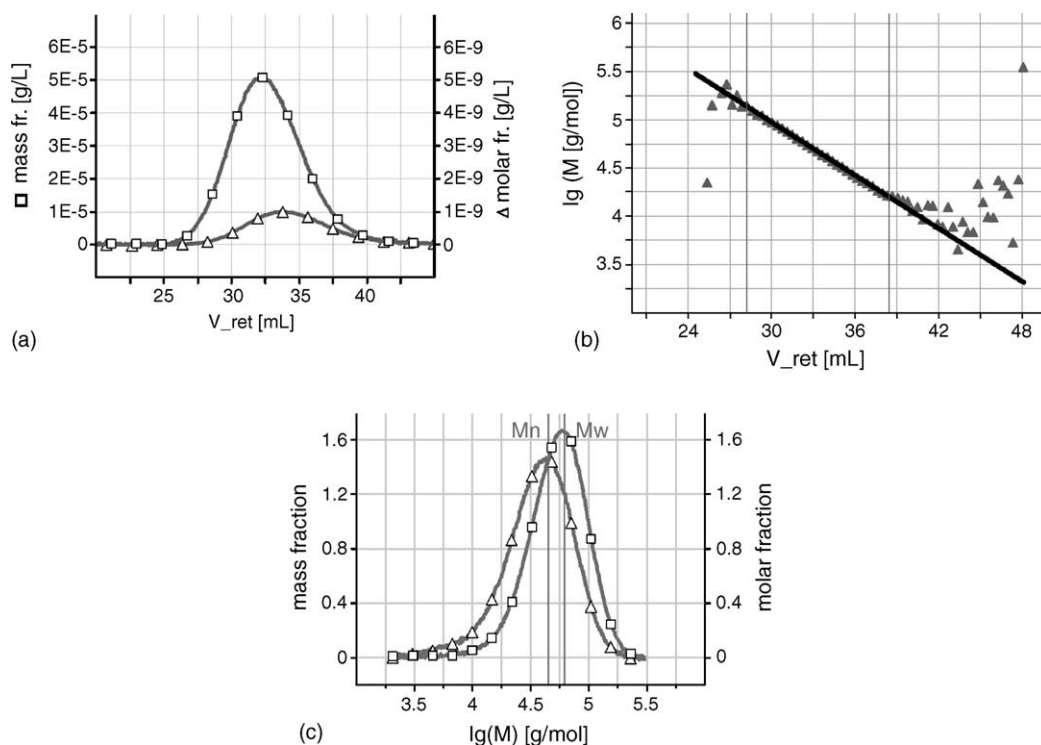 6E-5
5E-5
4E-5
3E-5
2E-5
1E-5
0
□ mass fr. [g/L]
6E-9
5E-9
4E-9
3E-9
2E-9
1E-9
0
Δ molar fr. [g/L]
25 30 35 40
V_ret [mL]
(a)
6
5.5
5
4.5
4
3.5
lg (M [g/mol])
24 30 36 42 48
V_ret [mL]
(b)
Mn Mw
1.6
1.2
0.8
0.4
0
mass fraction
1.6
1.2
0.8
0.4
0
molar fraction
3.5 4 4.5 5 5.5
lg(M) [g/mol]
(c)